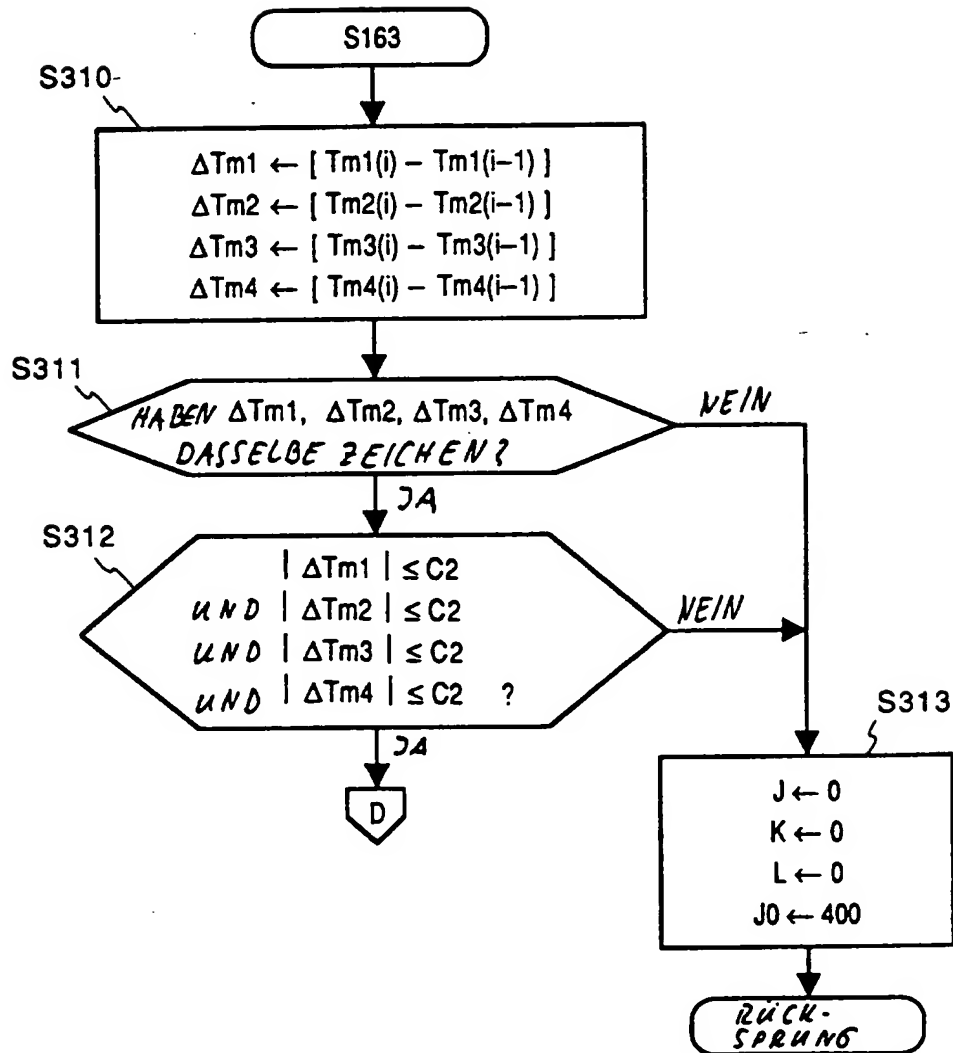 S163
S310
ΔTm1 ← [ Tm1(i) − Tm1(i−1) ]
ΔTm2 ← [ Tm2(i) − Tm2(i−1) ]
ΔTm3 ← [ Tm3(i) − Tm3(i−1) ]
ΔTm4 ← [ Tm4(i) − Tm4(i−1) ]
S311
HABEN ΔTm1, ΔTm2, ΔTm3, ΔTm4
DASSELBE ZEICHEN?
NEIN
JA
S312
| ΔTm1 | ≤ C2
UND | ΔTm2 | ≤ C2
UND | ΔTm3 | ≤ C2
UND | ΔTm4 | ≤ C2 ?
NEIN
JA
D
S313
J ← 0
K ← 0
L ← 0
J0 ← 400
RÜCK-
SPRUNG